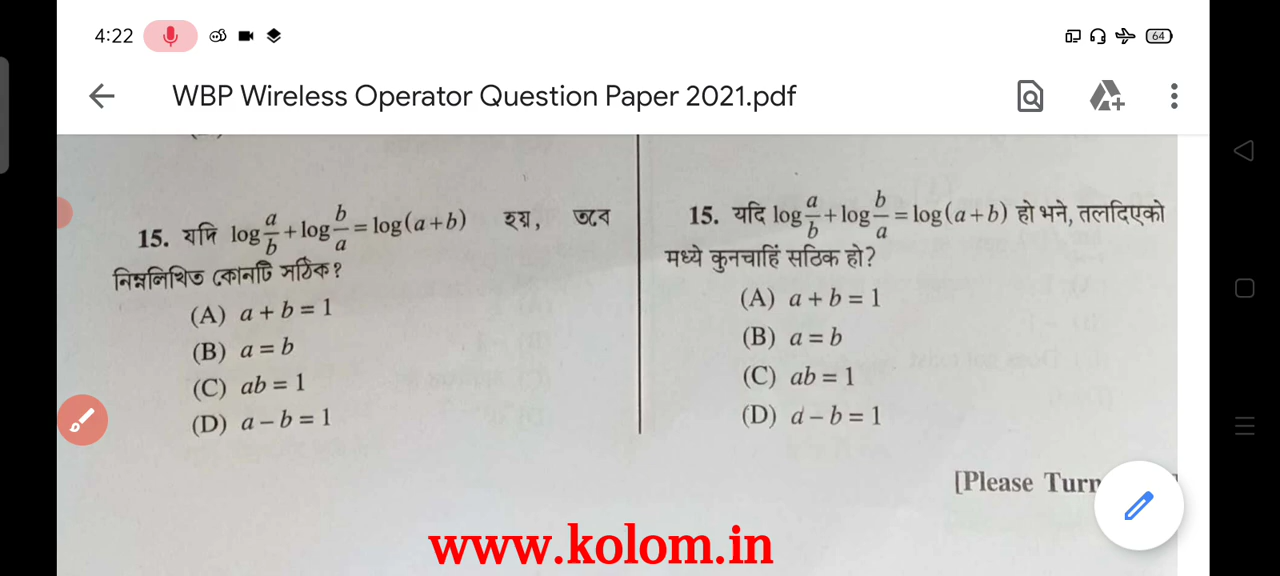 4:22
64
WBP Wireless Operator Question Paper 2021.pdf
15. যদি log a/b + log b/a = log(a+b) হয়, তবে
নিম্নলিখিত কোনটি সঠিক?
(A) a + b = 1
(B) a = b
(C) ab = 1
(D) a – b = 1
15. यदि log a/b + log b/a = log(a+b) हो भने, तलदिएको
मध्ये कुनचाहिं सठिक हो?
(A) a + b = 1
(B) a = b
(C) ab = 1
(D) a – b = 1
[Please Turn
www.kolom.in